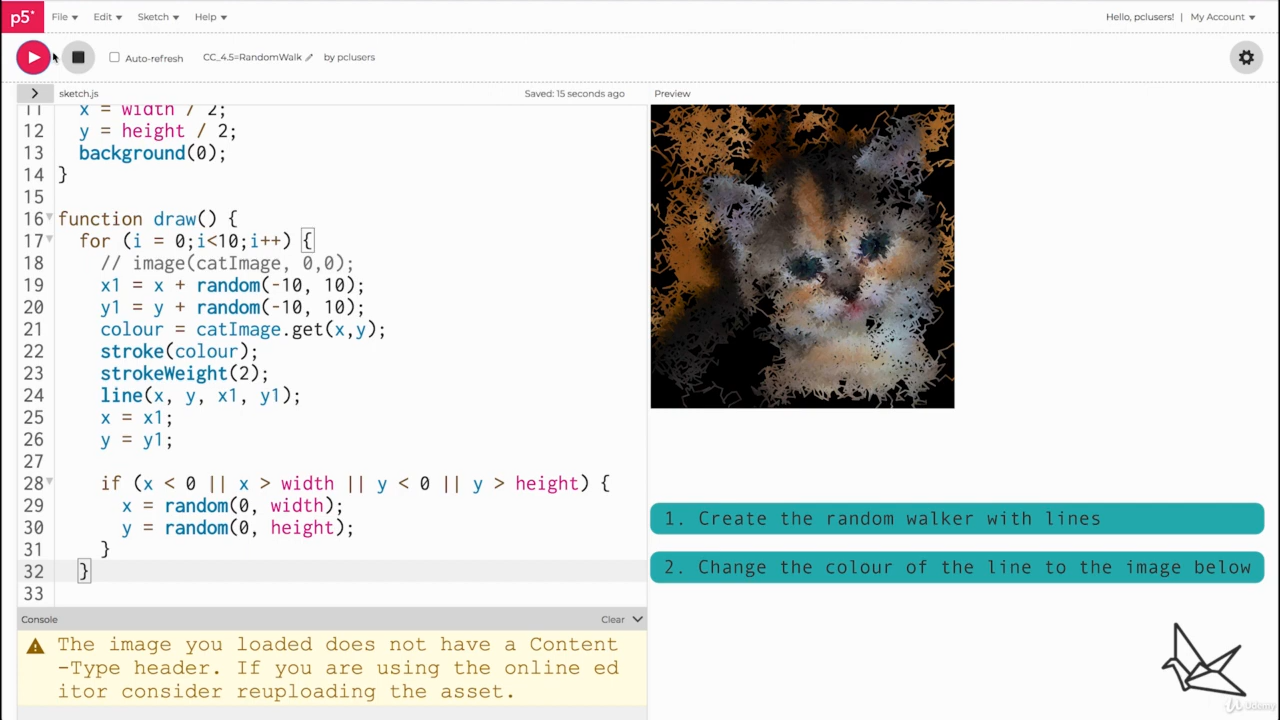 p5* File Edit Sketch Help Hello, pclusers! | My Account
Auto-refresh CC_4.5=RandomWalk by pclusers
> sketch.js Saved: 15 seconds ago Preview
11 x = width / 2;
12 y = height / 2;
13 background(0);
14 }
15
16 function draw() {
17 for (i = 0;i<10;i++) {
18 // image(catImage, 0,0);
19 x1 = x + random(-10, 10);
20 y1 = y + random(-10, 10);
21 colour = catImage.get(x,y);
22 stroke(colour);
23 strokeWeight(2);
24 line(x, y, x1, y1);
25 x = x1;
26 y = y1;
27
28 if (x < 0 || x > width || y < 0 || y > height) {
29 x = random(0, width);
30 y = random(0, height);
31 }
32 }
33
1. Create the random walker with lines
2. Change the colour of the line to the image below
Console Clear
The image you loaded does not have a Content
-Type header. If you are using the online ed
itor consider reuploading the asset.
Udemy